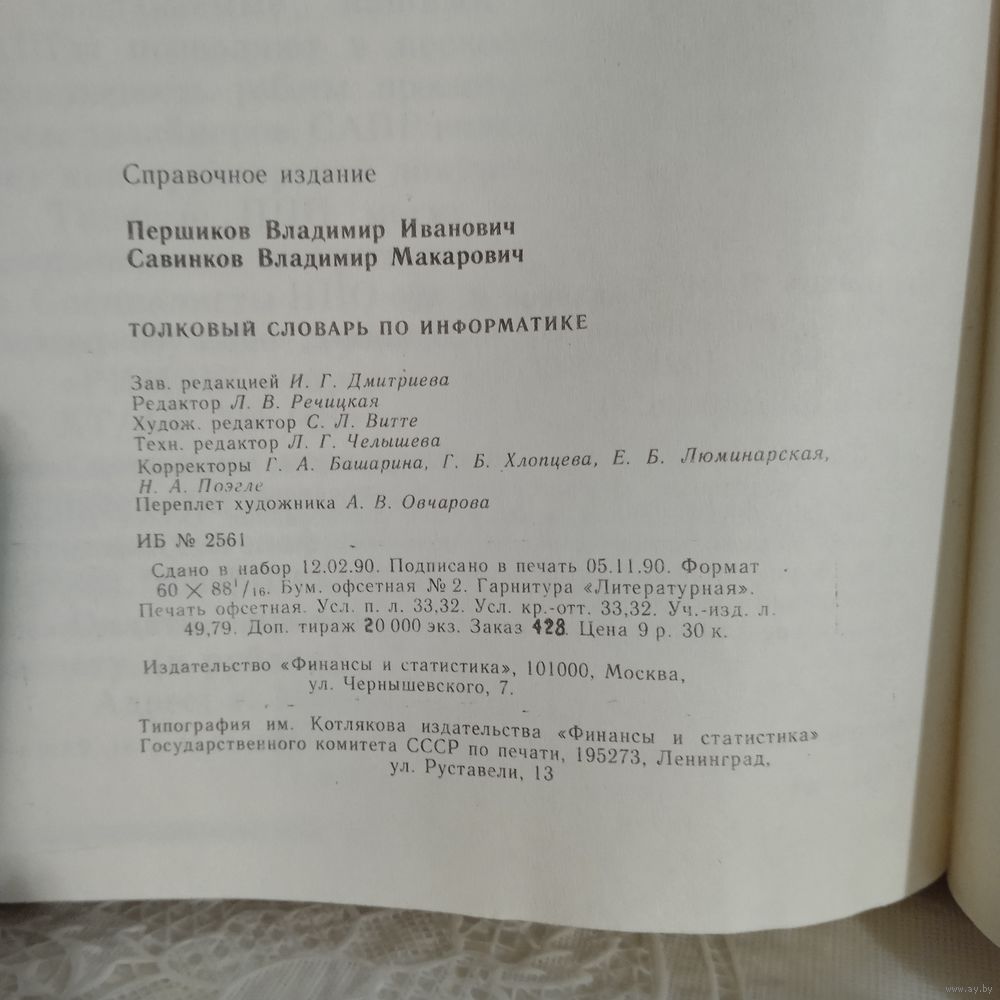 Справочное издание
Першиков Владимир Иванович
Савинков Владимир Макарович
ТОЛКОВЫЙ СЛОВАРЬ ПО ИНФОРМАТИКЕ
Зав. редакцией И. Г. Дмитриева
Редактор Л. В. Речицкая
Худож. редактор С. Л. Витте
Техн. редактор Л. Г. Челышева
Корректоры Г. А. Башарина, Г. Б. Хлопцева, Е. Б. Люминарская,
Н. А. Поэгле
Переплет художника А. В. Овчарова
ИБ № 2561
Сдано в набор 12.02.90. Подписано в печать 05.11.90. Формат
60 × 88¹/₁₆. Бум. офсетная № 2. Гарнитура «Литературная».
Печать офсетная. Усл. п. л. 33,32. Усл. кр.-отт. 33,32. Уч.-изд. л.
49,79. Доп. тираж 20 000 экз. Заказ 428. Цена 9 р. 30 к.
Издательство «Финансы и статистика», 101000, Москва,
ул. Чернышевского, 7.
Типография им. Котлякова издательства «Финансы и статистика»
Государственного комитета СССР по печати, 195273, Ленинград,
ул. Руставели, 13
www.ay.by